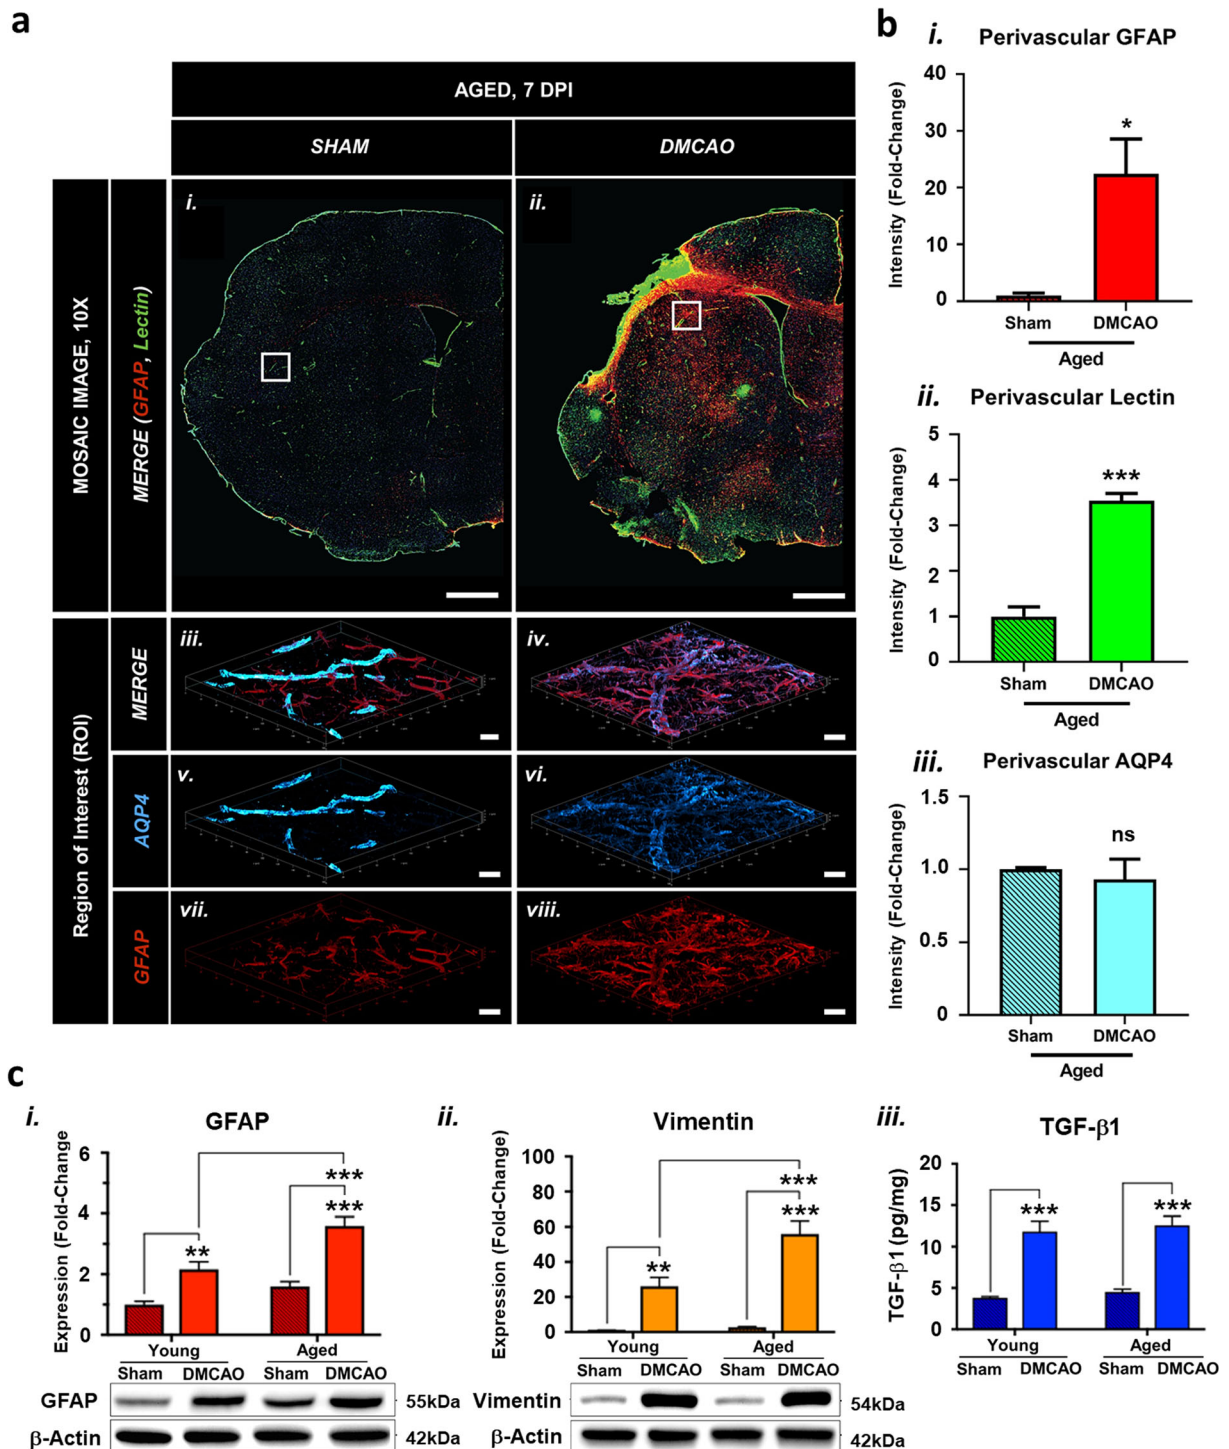 a
AGED, 7 DPI
SHAM
DMCAO
MOSAIC IMAGE, 10X
MERGE (GFAP, Lectin)
i.
ii.
Region of Interest (ROI)
MERGE
iii.
iv.
AQP4
v.
vi.
GFAP
vii.
viii.
b
i. Perivascular GFAP
Intensity (Fold-Change)
40
30
20
10
0
*
Sham
DMCAO
Aged
ii. Perivascular Lectin
Intensity (Fold-Change)
5
4
3
2
1
0
***
Sham
DMCAO
Aged
iii. Perivascular AQP4
Intensity (Fold-Change)
1.5
1.0
0.5
0
ns
Sham
DMCAO
Aged
c
i. GFAP
Expression (Fold-Change
6
4
2
0
**
***
***
Young
Aged
Sham DMCAO Sham DMCAO
GFAP
55kDa
β-Actin
42kDa
ii. Vimentin
Expression (Fold-Change)
100
80
60
40
20
0
**
***
***
Young
Aged
Sham DMCAO Sham DMCAO
Vimentin
54kDa
β-Actin
42kDa
iii. TGF-β1
TGF-β1 (pg/mg)
20
15
10
5
0
***
***
Young
Aged
Sham DMCAO Sham DMCAO